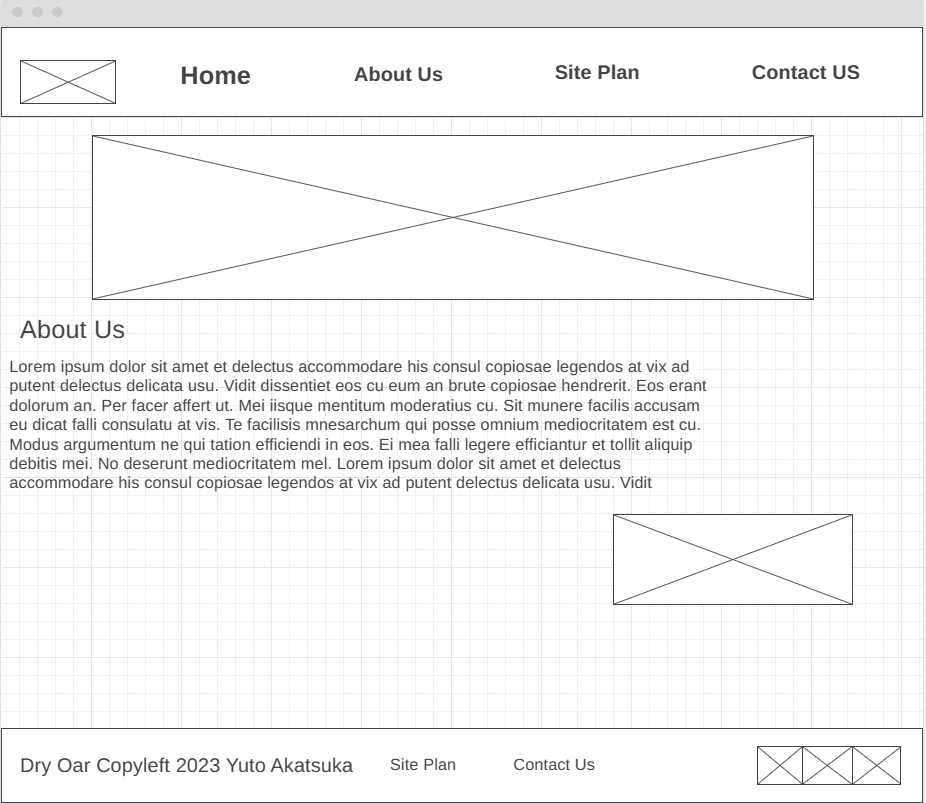 Home
About Us
Site Plan
Contact US
About Us
Lorem ipsum dolor sit amet et delectus accommodare his consul copiosae legendos at vix ad
putent delectus delicata usu. Vidit dissentiet eos cu eum an brute copiosae hendrerit. Eos erant
dolorum an. Per facer affert ut. Mei iisque mentitum moderatius cu. Sit munere facilis accusam
eu dicat falli consulatu at vis. Te facilisis mnesarchum qui posse omnium mediocritatem est cu.
Modus argumentum ne qui tation efficiendi in eos. Ei mea falli legere efficiantur et tollit aliquip
debitis mei. No deserunt mediocritatem mel. Lorem ipsum dolor sit amet et delectus
accommodare his consul copiosae legendos at vix ad putent delectus delicata usu. Vidit
Dry Oar Copyleft 2023 Yuto Akatsuka
Site Plan
Contact Us